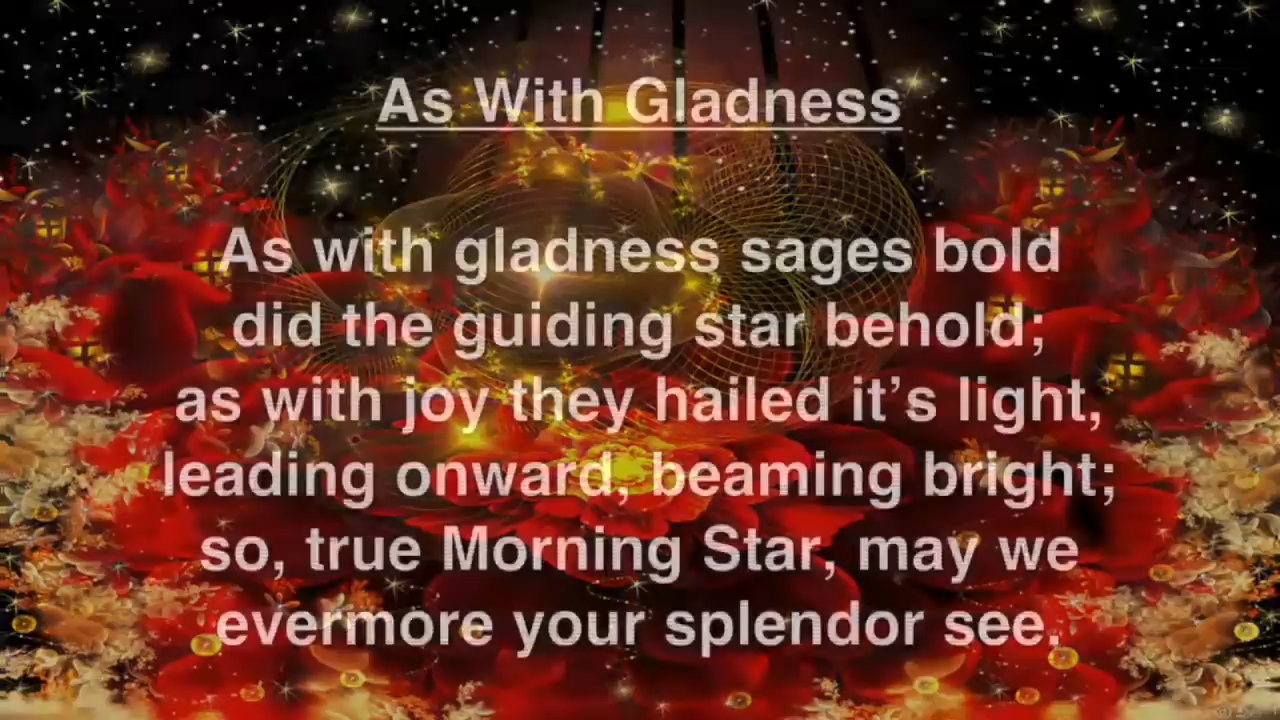 As With Gladness
As with gladness sages bold
did the guiding star behold;
as with joy they hailed it’s light,
leading onward, beaming bright;
so, true Morning Star, may we
evermore your splendor see.